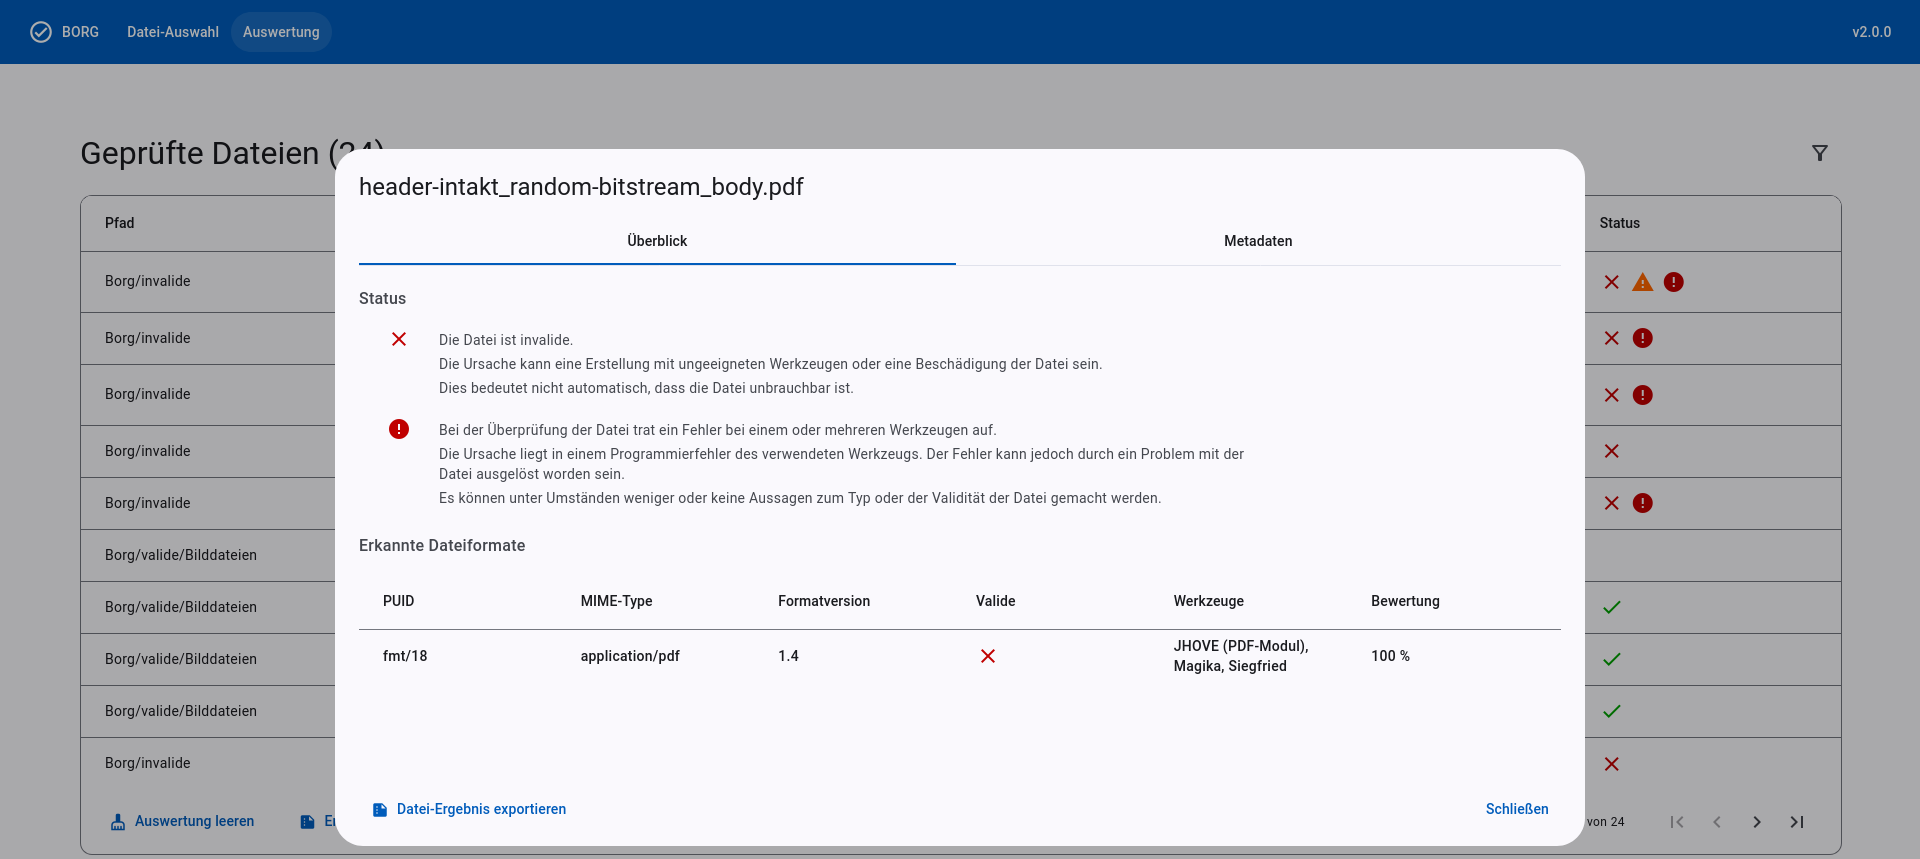 BORG Datei-Auswahl Auswertung v2.0.0
Geprüfte Dateien (24)
header-intakt_random-bitstream_body.pdf
Überblick Metadaten
Status
Die Datei ist invalide.
Die Ursache kann eine Erstellung mit ungeeigneten Werkzeugen oder eine Beschädigung der Datei sein.
Dies bedeutet nicht automatisch, dass die Datei unbrauchbar ist.
Bei der Überprüfung der Datei trat ein Fehler bei einem oder mehreren Werkzeugen auf.
Die Ursache liegt in einem Programmierfehler des verwendeten Werkzeugs. Der Fehler kann jedoch durch ein Problem mit der
Datei ausgelöst worden sein.
Es können unter Umständen weniger oder keine Aussagen zum Typ oder der Validität der Datei gemacht werden.
Erkannte Dateiformate
PUID MIME-Type Formatversion Valide Werkzeuge Bewertung
fmt/18 application/pdf 1.4 JHOVE (PDF-Modul), 100 %
Magika, Siegfried
Datei-Ergebnis exportieren Schließen
Pfad Status
Borg/invalide
Borg/invalide
Borg/invalide
Borg/invalide
Borg/invalide
Borg/valide/Bilddateien
Borg/valide/Bilddateien
Borg/valide/Bilddateien
Borg/valide/Bilddateien
Borg/invalide
Auswertung leeren von 24